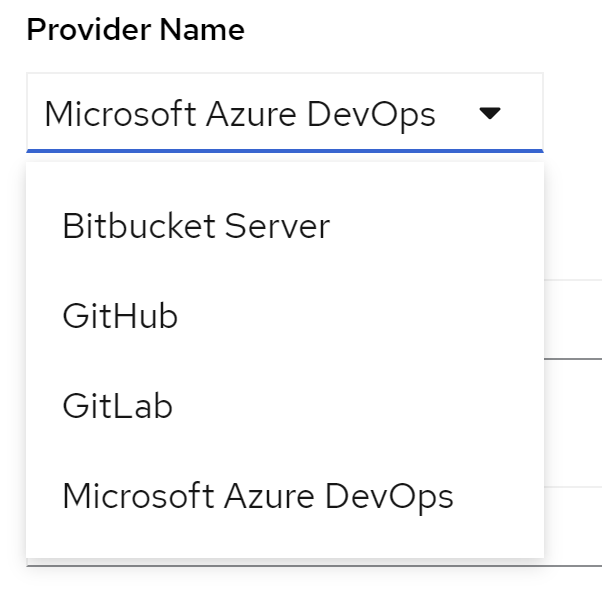 Provider Name
Microsoft Azure DevOps
Bitbucket Server
GitHub
GitLab
Microsoft Azure DevOps